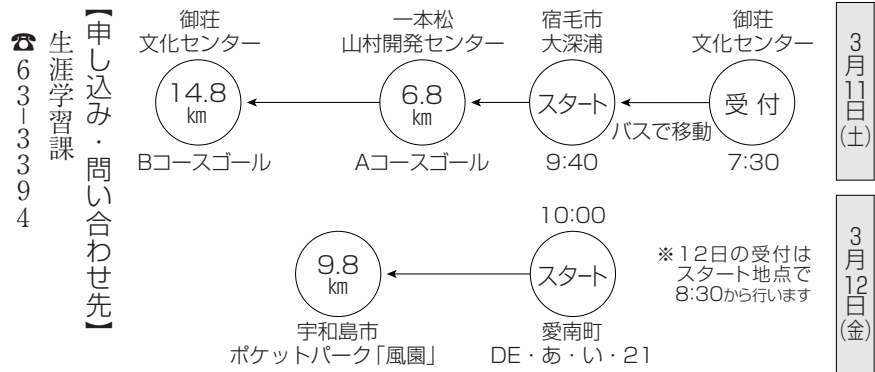 3月11日(土)
御荘
文化センター
受付
7:30
バスで移動
宿毛市
大深浦
スタート
9:40
一本松
山村開発センター
6.8
km
Aコースゴール
御荘
文化センター
14.8
km
Bコースゴール
3月12日(金)
※12日の受付は
スタート地点で
8:30から行います
10:00
スタート
愛南町
DE・あ・い・21
9.8
km
宇和島市
ポケットパーク「風園」
【申し込み・問い合わせ先】
生涯学習課
☎63-3394